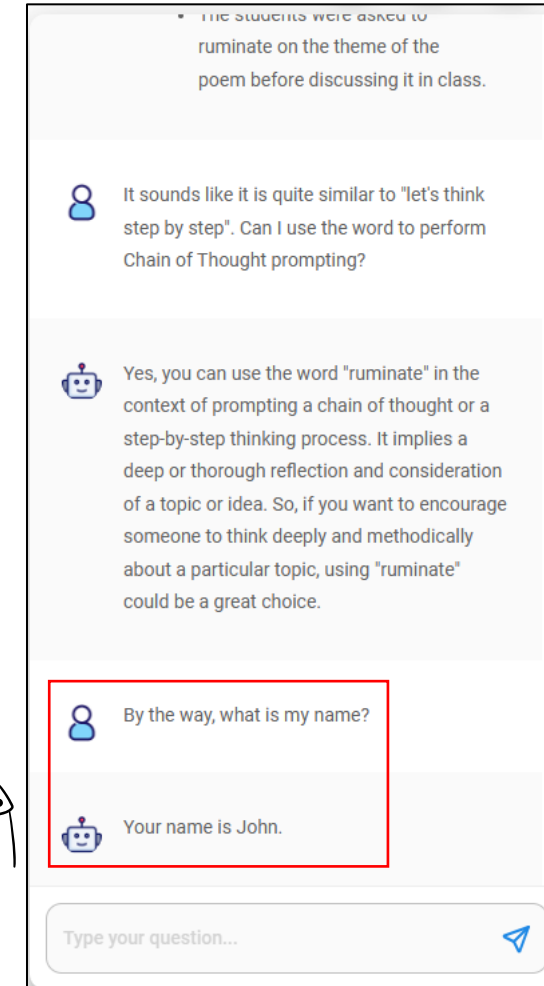 • The students were asked to
ruminate on the theme of the
poem before discussing it in class.
It sounds like it is quite similar to "let's think
step by step". Can I use the word to perform
Chain of Thought prompting?
Yes, you can use the word "ruminate" in the
context of prompting a chain of thought or a
step-by-step thinking process. It implies a
deep or thorough reflection and consideration
of a topic or idea. So, if you want to encourage
someone to think deeply and methodically
about a particular topic, using "ruminate"
could be a great choice.
By the way, what is my name?
Your name is John.
Type your question...